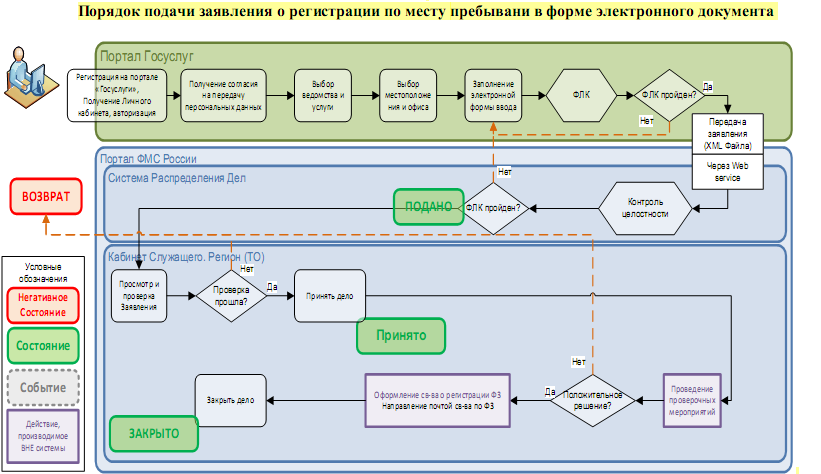 Порядок подачи заявления о регистрации по месту пребывани в форме электронного документа
Портал Госуслуг
Регистрация на портале
«Госуслуги»,
Получение Личного
кабинета, авторизация
Получение согласия
на передачу
персональных данных
Выбор
ведомства и
услуги
Выбор
местоположе
ния и офиса
Заполнение
электронной
формы ввода
ФЛК
ФЛК пройден?
Да
Нет
Передача
заявления
(XML Файла)
Через Web
service
Портал ФМС России
Система Распределения Дел
Нет
ПОДАНО
ФЛК пройден?
Контроль
целостности
ВОЗВРАТ
Кабинет Служащего. Регион (ТО)
Просмотр и
проверка
Заявления
Нет
Проверка
прошла?
Да
Принять дело
Принято
Нет
Закрыть дело
Оформление св-ва о регистрации ФЗ
Направление почтой св-ва по ФЗ
Да
Положительное
решение?
Проведение
проверочных
мероприятий
ЗАКРЫТО
Условные
обозначения
Негативное
Состояние
Состояние
Событие
Действие,
производимое
ВНЕ системы